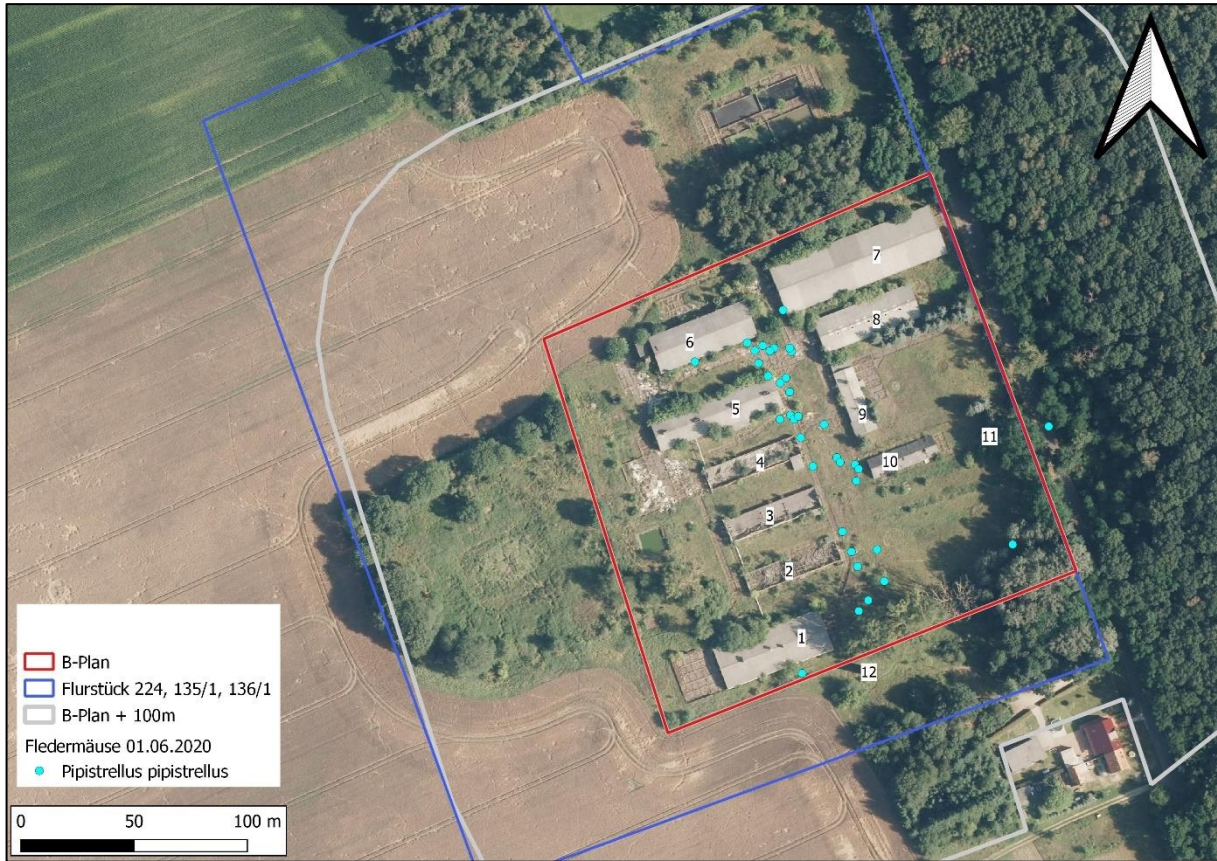 7
8
6
5
9
11
4
10
3
2
1
12
B-Plan
Flurstück 224, 135/1, 136/1
B-Plan + 100m
Fledermäuse 01.06.2020
Pipistrellus pipistrellus
0 50 100 m